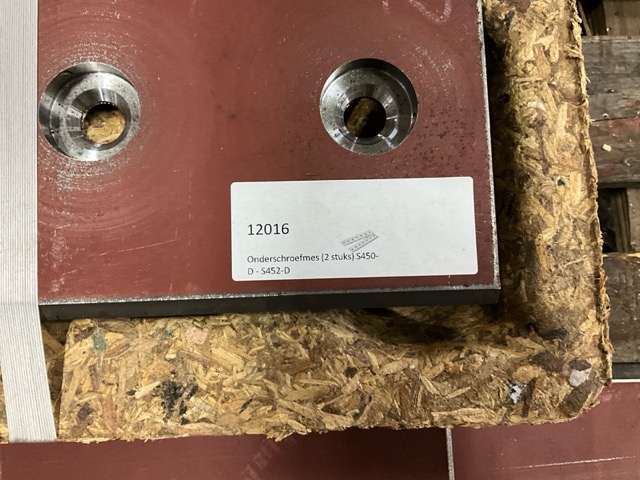 12016
Onderschroefmes (2 stuks) S450-
D - S452-D